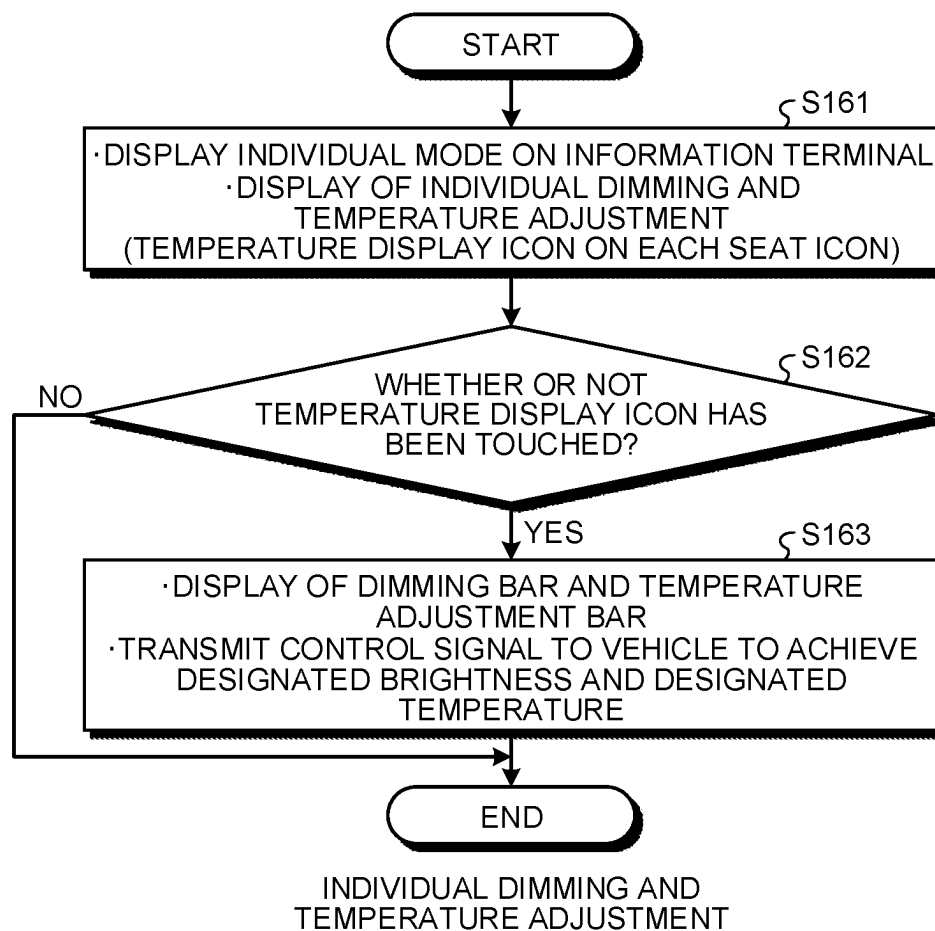 START
S161
·DISPLAY INDIVIDUAL MODE ON INFORMATION TERMINAL
·DISPLAY OF INDIVIDUAL DIMMING AND
TEMPERATURE ADJUSTMENT
(TEMPERATURE DISPLAY ICON ON EACH SEAT ICON)
S162
NO
WHETHER OR NOT
TEMPERATURE DISPLAY ICON HAS
BEEN TOUCHED?
YES
S163
·DISPLAY OF DIMMING BAR AND TEMPERATURE
ADJUSTMENT BAR
·TRANSMIT CONTROL SIGNAL TO VEHICLE TO ACHIEVE
DESIGNATED BRIGHTNESS AND DESIGNATED
TEMPERATURE
END
INDIVIDUAL DIMMING AND
TEMPERATURE ADJUSTMENT